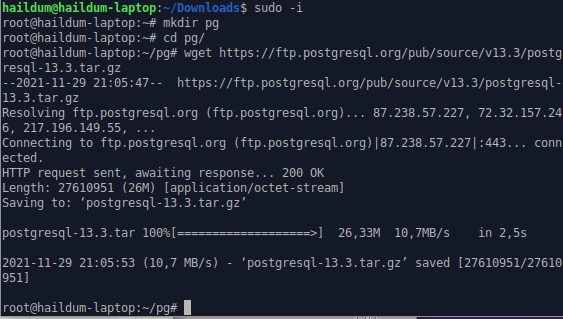 haildum@haildum-laptop:~/Downloads$ sudo -i
root@haildum-laptop:~# mkdir pg
root@haildum-laptop:~# cd pg/
root@haildum-laptop:~/pg# wget https://ftp.postgresql.org/pub/source/v13.3/postg
resql-13.3.tar.gz
--2021-11-29 21:05:47--  https://ftp.postgresql.org/pub/source/v13.3/postgresql-
13.3.tar.gz
Resolving ftp.postgresql.org (ftp.postgresql.org)... 87.238.57.227, 72.32.157.24
6, 217.196.149.55, ...
Connecting to ftp.postgresql.org (ftp.postgresql.org)|87.238.57.227|:443... conn
ected.
HTTP request sent, awaiting response... 200 OK
Length: 27610951 (26M) [application/octet-stream]
Saving to: ‘postgresql-13.3.tar.gz’
postgresql-13.3.tar 100%[===================>]  26,33M  10,7MB/s    in 2,5s
2021-11-29 21:05:53 (10,7 MB/s) - ‘postgresql-13.3.tar.gz’ saved [27610951/27610
951]
root@haildum-laptop:~/pg#